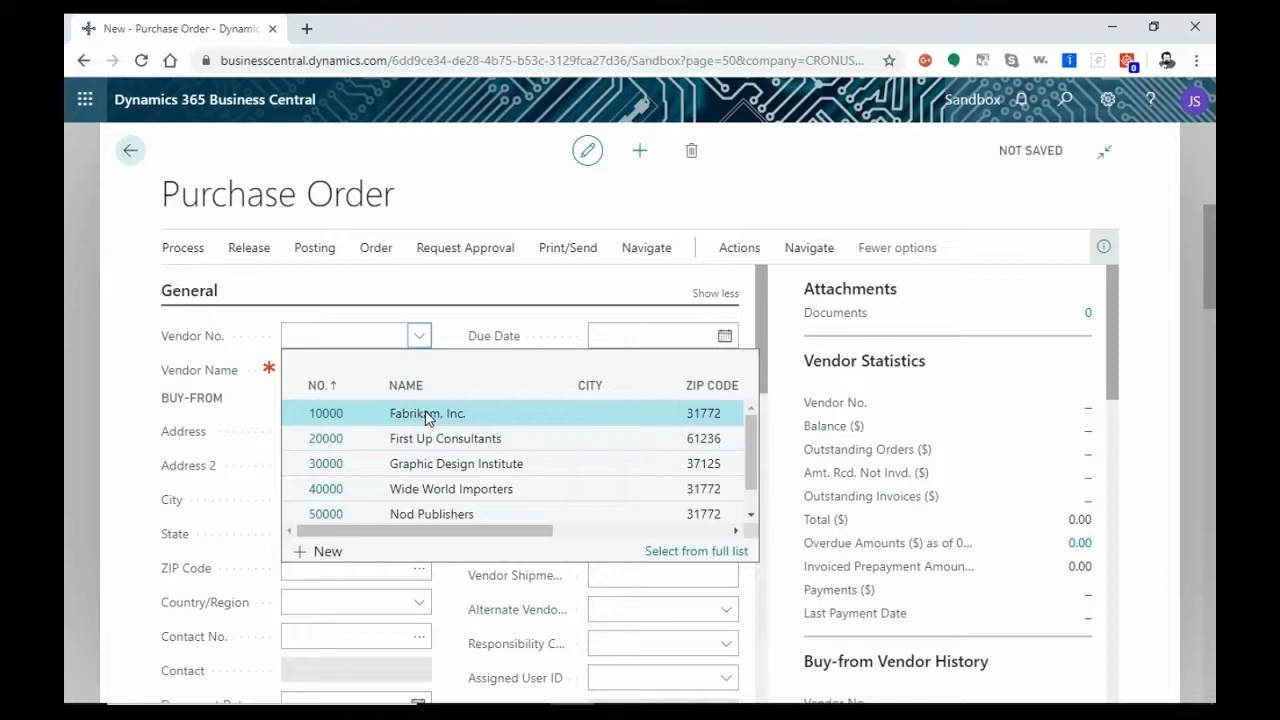 New - Purchase Order - Dynamic
businesscentral.dynamics.com/6dd9a634-de
/Sandbox?page=50&company=CRONUS...
Dynamics 365 Business Central
Sandbox
JS
NOT SAVED
Purchase Order
Process Release Posting Order Request Approval Print/Send Navigate Actions Navigate Fewer options
General
Show less
Vendor No.
Due Date
Vendor Name *
BUY-FROM
Address
Address 2
City
State
ZIP Code
Country/Region
Contact No.
Contact
NO. ↑ NAME CITY ZIP CODE
10000 Fabrikam, Inc. 31772
20000 First Up Consultants 61236
30000 Graphic Design Institute 37125
40000 Wide World Importers 31772
50000 Nod Publishers 31772
+ New
Select from full list
Vendor Shipme...
Alternate Vendo...
Responsibility C...
Assigned User ID
Attachments
Documents 0
Vendor Statistics
Vendor No. _
Balance ($) _
Outstanding Orders ($) _
Amt. Rcd. Not Invd. ($) _
Outstanding Invoices ($) _
Total ($) 0.00
Overdue Amounts ($) as of 0... 0.00
Invoiced Prepayment Amoun... 0.00
Payments ($) _
Last Payment Date _
Buy-from Vendor History